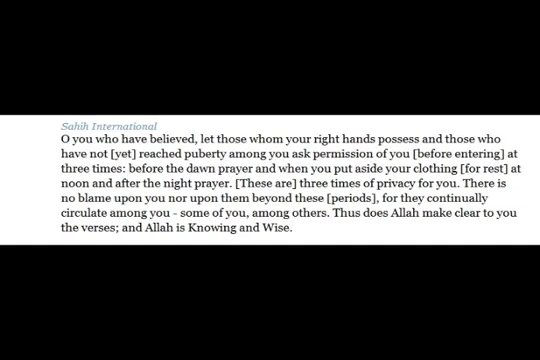 Sahih International
O you who have believed, let those whom your right hands possess and those who
have not [yet] reached puberty among you ask permission of you [before entering] at
three times: before the dawn prayer and when you put aside your clothing [for rest] at
noon and after the night prayer. [These are] three times of privacy for you. There is
no blame upon you nor upon them beyond these [periods], for they continually
circulate among you - some of you, among others. Thus does Allah make clear to you
the verses; and Allah is Knowing and Wise.